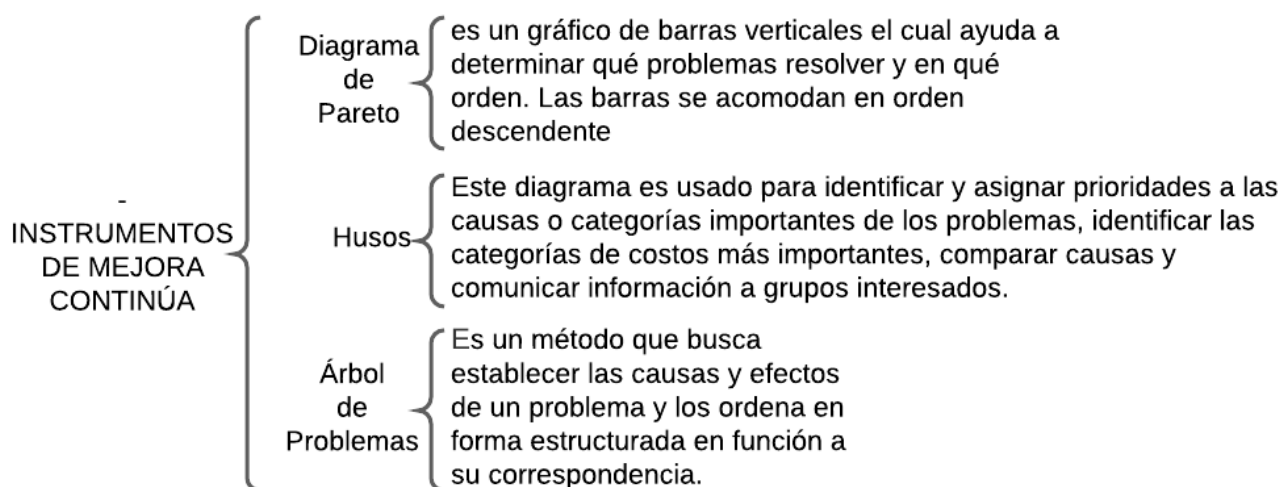 -
INSTRUMENTOS
DE MEJORA
CONTINÚA
Diagrama
de
Pareto
es un gráfico de barras verticales el cual ayuda a
determinar qué problemas resolver y en qué
orden. Las barras se acomodan en orden
descendente
Husos
Este diagrama es usado para identificar y asignar prioridades a las
causas o categorías importantes de los problemas, identificar las
categorías de costos más importantes, comparar causas y
comunicar información a grupos interesados.
Árbol
de
Problemas
Es un método que busca
establecer las causas y efectos
de un problema y los ordena en
forma estructurada en función a
su correspondencia.